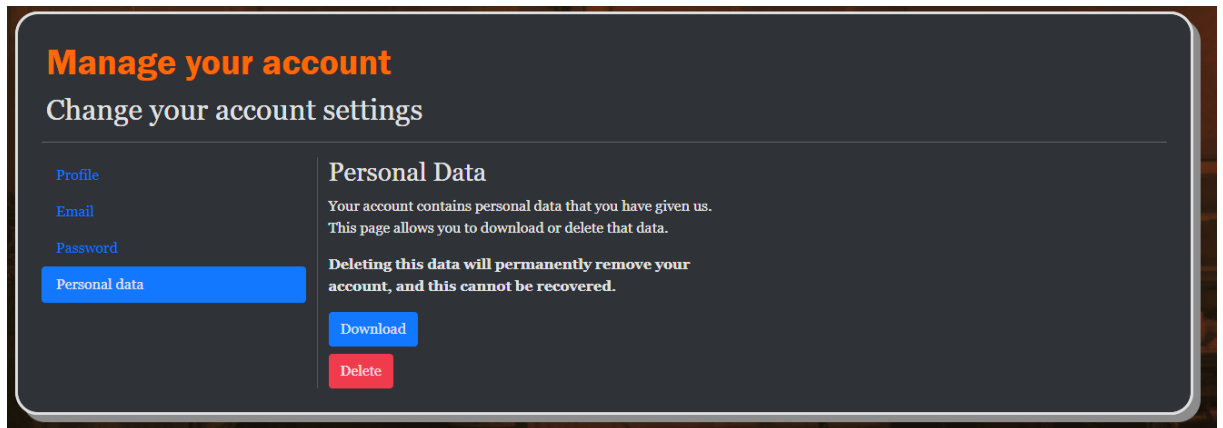 Manage your account
Change your account settings
Profile
Email
Password
Personal data
Personal Data
Your account contains personal data that you have given us.
This page allows you to download or delete that data.
Deleting this data will permanently remove your
account, and this cannot be recovered.
Download
Delete